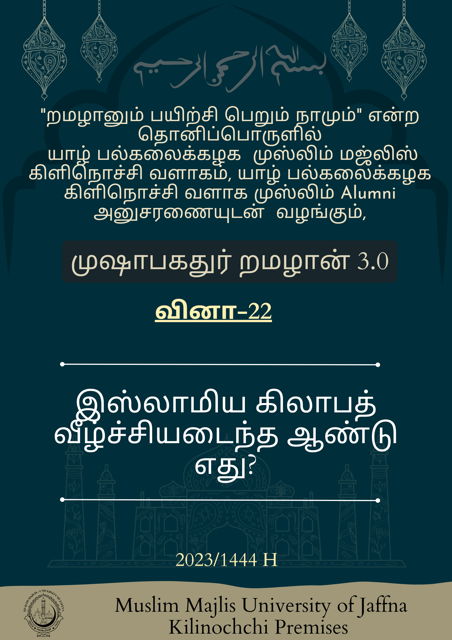 بسم الله الرحمن الرحيم
"றமழானும் பயிற்சி பெறும் நாமும்" என்ற
தொனிப்பொருளில்
யாழ் பல்கலைக்கழக முஸ்லிம் மஜ்லிஸ்
கிளிநொச்சி வளாகம், யாழ் பல்கலைக்கழக
கிளிநொச்சி வளாக முஸ்லிம் Alumni
அனுசரணையுடன் வழங்கும்,
முஷாபகதுர் றமழான் 3.0
வினா-22
இஸ்லாமிய கிலாபத்
வீழ்ச்சியடைந்த ஆண்டு
எது?
2023/1444 H
Muslim Majlis University of Jaffna
Kilinochchi Premises